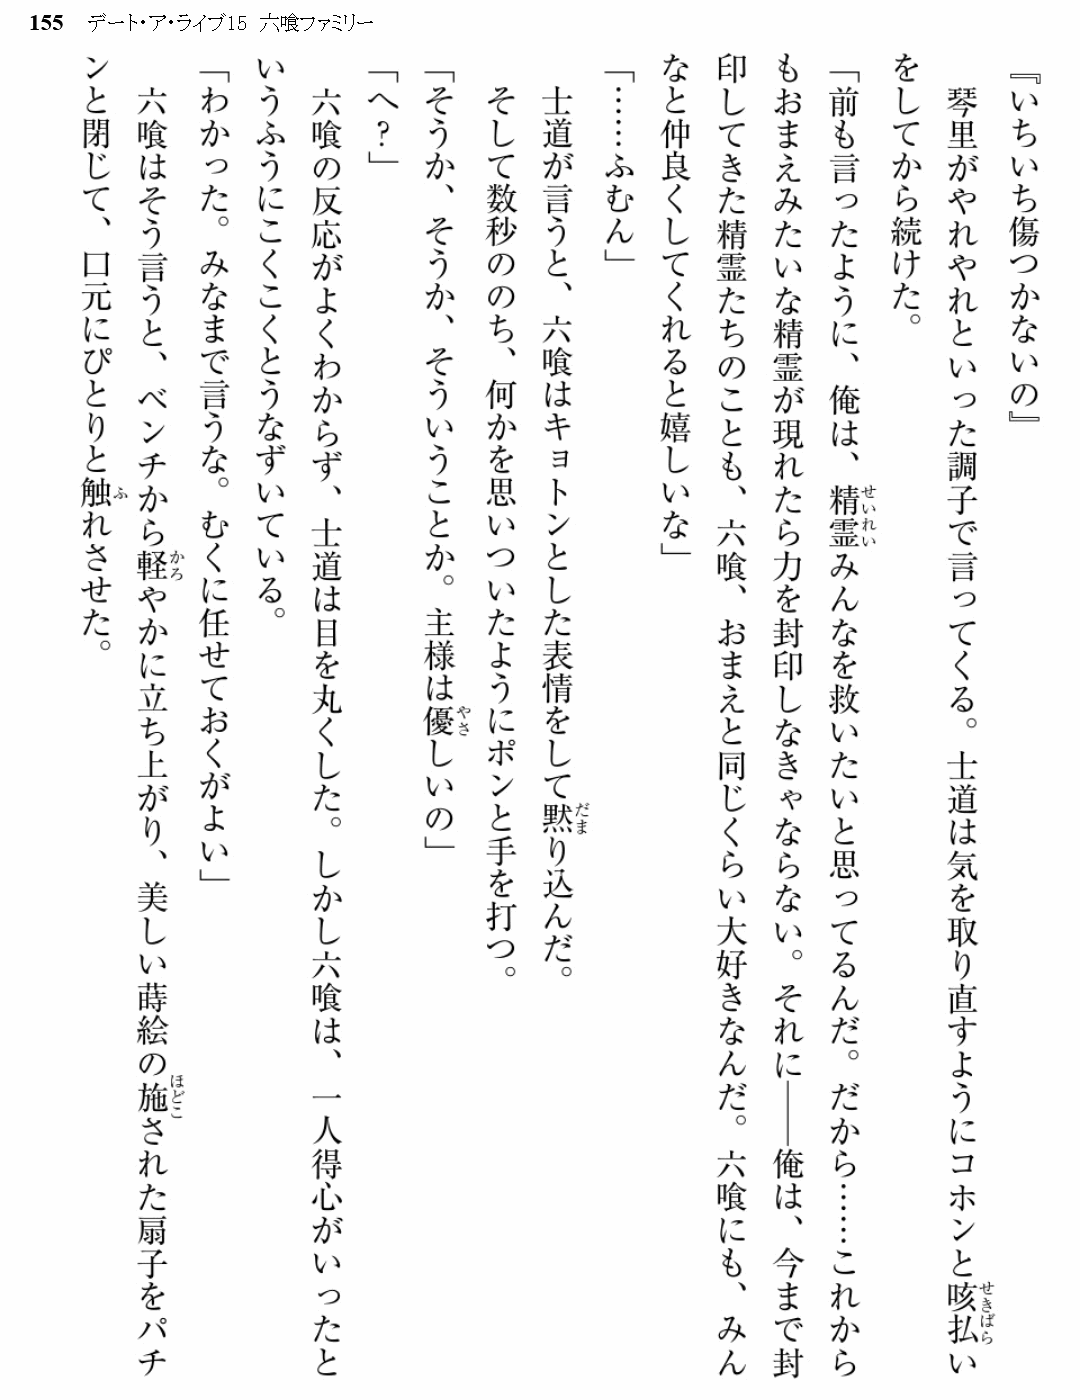 155 デート・ア・ライブ15 六喰ファミリー
『いちいち傷つかないの』
琴里がやれやれといった調子で言ってくる。士道は気を取り直すようにコホンと咳払い
をしてから続けた。
「前も言ったように、俺は、精霊みんなを救いたいと思ってるんだ。だから……これから
もおまえみたいな精霊が現れたら力を封印しなきゃならない。それに――俺は、今まで封
印してきた精霊たちのことも、六喰、おまえと同じくらい大好きなんだ。六喰にも、みん
なと仲良くしてくれると嬉しいな」
「……ふむん」
士道が言うと、六喰はキョトンとした表情をして黙り込んだ。
そして数秒ののち、何かを思いついたようにポンと手を打つ。
「そうか、そうか、そういうことか。主様は優しいの」
「へ？」
六喰の反応がよくわからず、士道は目を丸くした。しかし六喰は、一人得心がいったと
いうふうにこくこくとうなずいている。
「わかった。みなまで言うな。むくに任せておくがよい」
六喰はそう言うと、ベンチから軽やかに立ち上がり、美しい蒔絵の施された扇子をパチ
ンと閉じて、口元にぴとりと触れさせた。